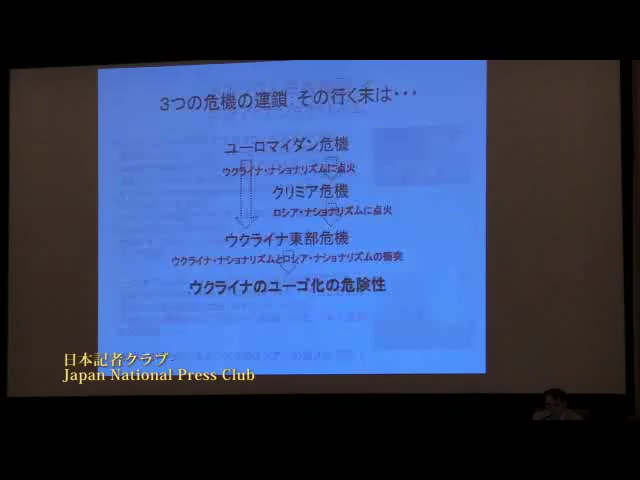 3つの危機の連鎖:その行く末は・・・
ユーロマイダン危機
ウクライナ・ナショナリズムに点火
クリミア危機
ロシア・ナショナリズムに点火
ウクライナ東部危機
ウクライナ・ナショナリズムとロシア・ナショナリズムの衝突
ウクライナのユーゴ化の危険性
日本記者クラブ
Japan National Press Club